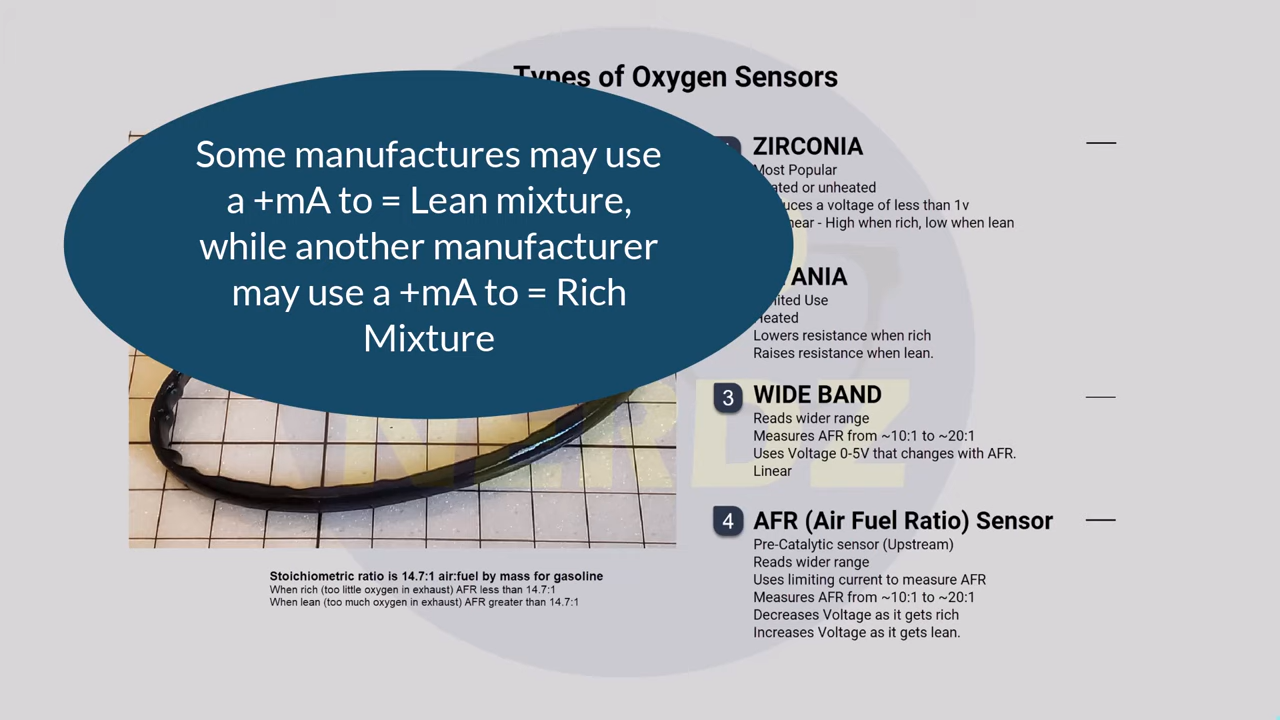 Types of Oxygen Sensors
Some manufactures may use
a +mA to = Lean mixture,
while another manufacturer
may use a +mA to = Rich
Mixture
ZIRCONIA
Most Popular
or unheated
a voltage of less than 1v
- High when rich, low when lean
Use
Heated
Lowers resistance when rich
Raises resistance when lean.
3 WIDE BAND
Reads wider range
Measures AFR from ~10:1 to ~20:1
Uses Voltage 0-5V that changes with AFR.
Linear
4 AFR (Air Fuel Ratio) Sensor
Pre-Catalytic sensor (Upstream)
Reads wider range
Uses limiting current to measure AFR
Measures AFR from ~10:1 to ~20:1
Decreases Voltage as it gets rich
Increases Voltage as it gets lean.
Stoichiometric ratio is 14.7:1 air:fuel by mass for gasoline
When rich (too little oxygen in exhaust) AFR less than 14.7:1
When lean (too much oxygen in exhaust) AFR greater than 14.7:1